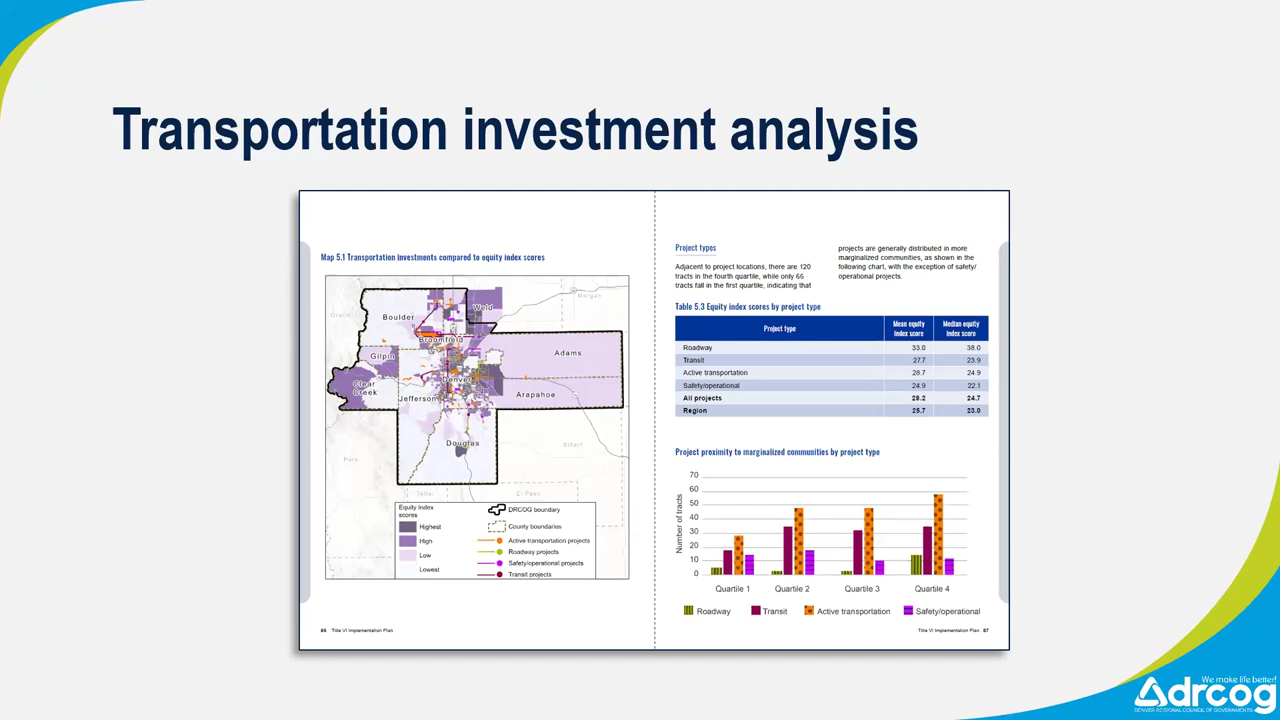 Transportation investment analysis
Map 5.1 Transportation investments compared to equity index scores
Grand
Boulder
Weld
Morgan
Broomfield
Gilpin
Adams
Clear
Creek
Denver
Jefferson
Arapahoe
Douglas
Elbert
Park
Teller
El Paso
Equity Index
scores
Highest
High
Low
Lowest
DRCOG boundary
County boundaries
Active transportation projects
Roadway projects
Safety/operational projects
Transit projects
86 Title VI Implementation Plan
Project types
Adjacent to project locations, there are 120
tracts in the fourth quartile, while only 66
tracts fall in the first quartile, indicating that
projects are generally distributed in more
marginalized communities, as shown in the
following chart, with the exception of safety/
operational projects.
Table 5.3 Equity index scores by project type
Project type
Mean equity
index score
Median equity
index score
Roadway 33.0 38.0
Transit 27.7 23.9
Active transportation 28.7 24.9
Safety/operational 24.9 22.1
All projects 28.2 24.7
Region 25.7 23.0
Project proximity to marginalized communities by project type
Number of tracts
70
60
50
40
30
20
10
0
Quartile 1 Quartile 2 Quartile 3 Quartile 4
Roadway Transit Active transportation Safety/operational
Title VI Implementation Plan 87
We make life better!
drcog
DENVER REGIONAL COUNCIL OF GOVERNMENTS